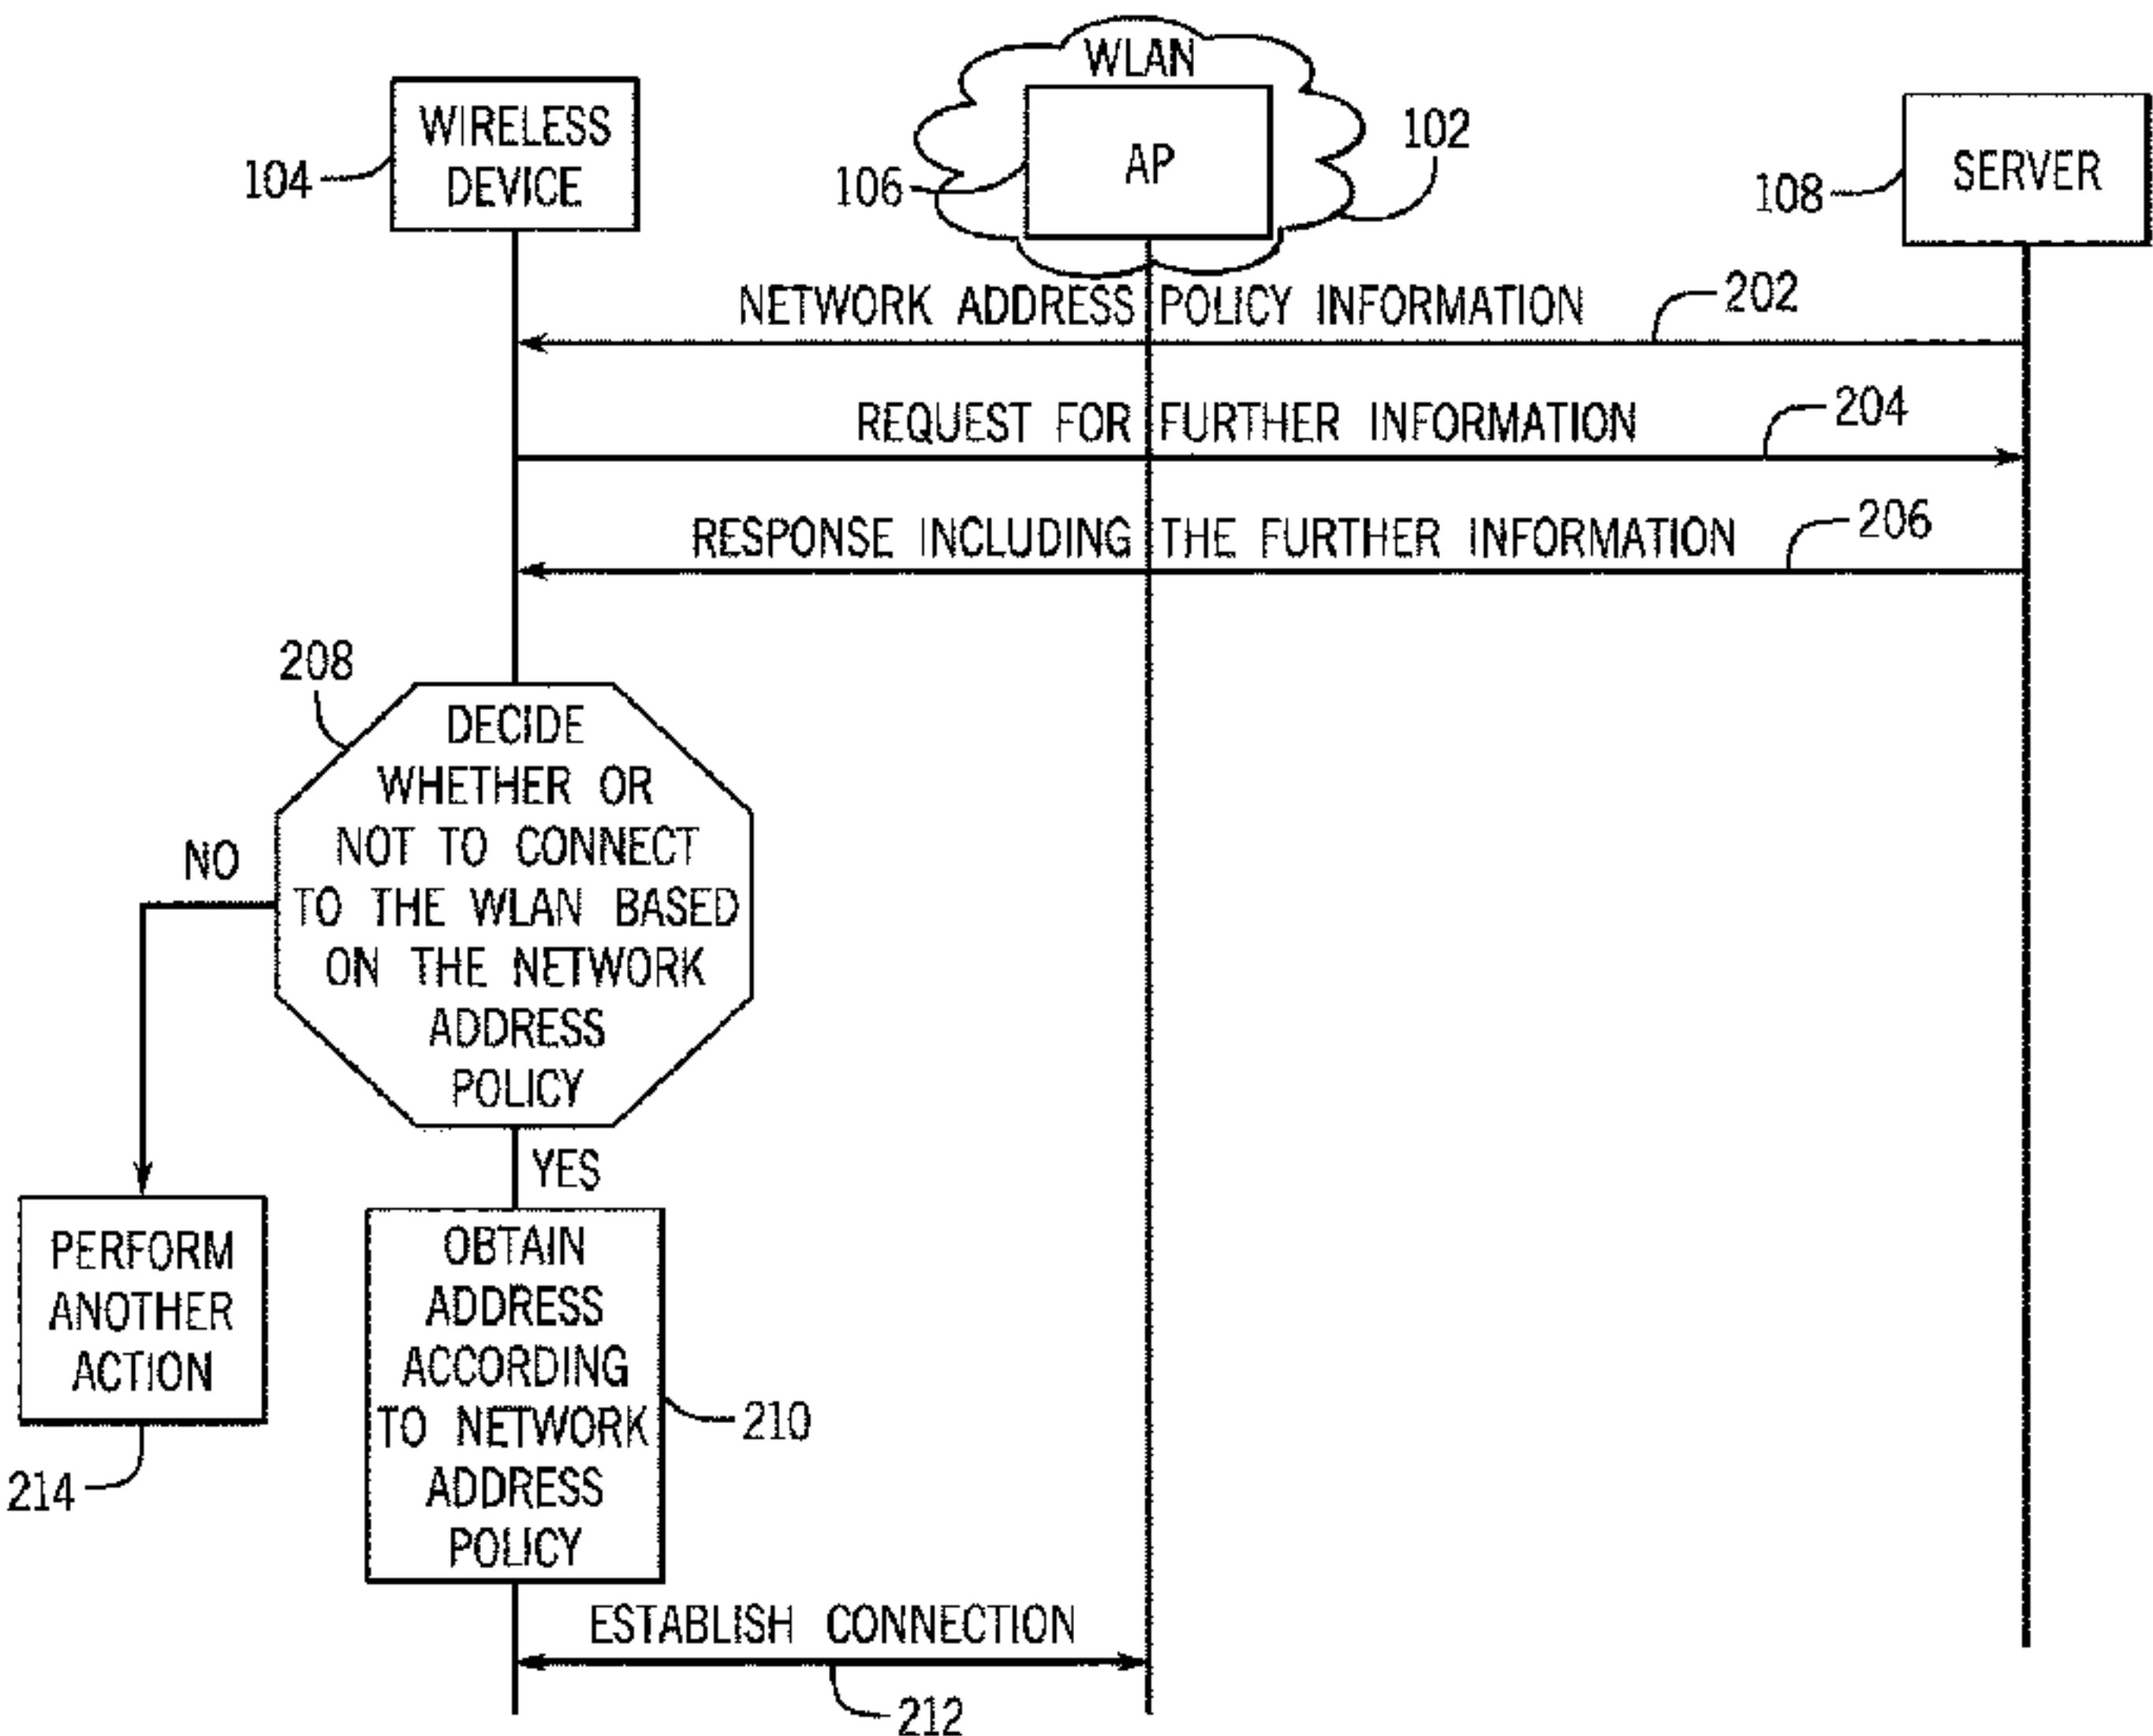 WLAN
WIRELESS
DEVICE
104
AP
106
102
SERVER
108
NETWORK ADDRESS POLICY INFORMATION
202
REQUEST FOR FURTHER INFORMATION
204
RESPONSE INCLUDING THE FURTHER INFORMATION
206
208
DECIDE
WHETHER OR
NOT TO CONNECT
TO THE WLAN BASED
ON THE NETWORK
ADDRESS
POLICY
NO
YES
PERFORM
ANOTHER
ACTION
214
OBTAIN
ADDRESS
ACCORDING
TO NETWORK
ADDRESS
POLICY
210
ESTABLISH CONNECTION
212